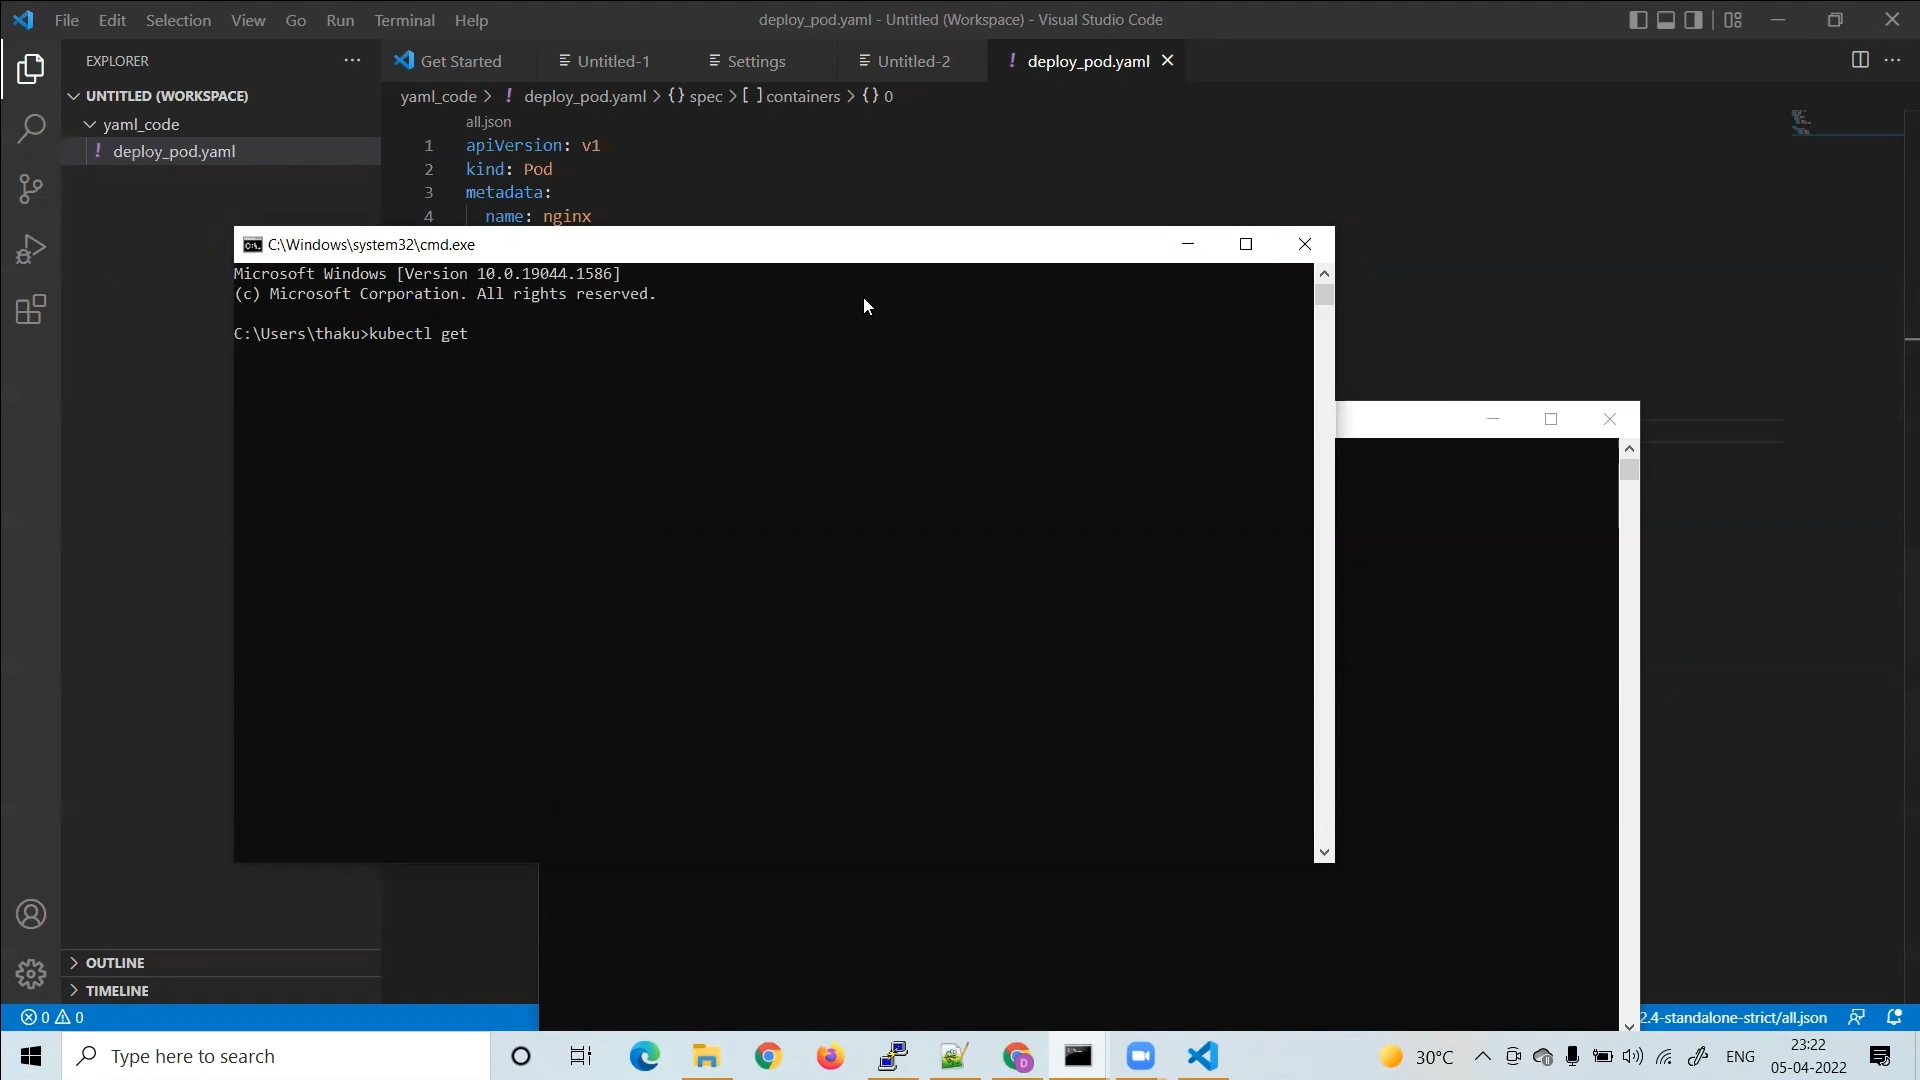 File Edit Selection View Go Run Terminal Help
deploy_pod.yaml - Untitled (Workspace) - Visual Studio Code
EXPLORER
Get Started
Untitled-1
Settings
Untitled-2
! deploy_pod.yaml
UNTITLED (WORKSPACE)
yaml_code
! deploy_pod.yaml
yaml_code > ! deploy_pod.yaml > {} spec > [ ] containers > {} 0
all.json
1 apiVersion: v1
2 kind: Pod
3 metadata:
4 name: nginx
C:\Windows\system32\cmd.exe
Microsoft Windows [Version 10.0.19044.1586]
(c) Microsoft Corporation. All rights reserved.
C:\Users\thaku>kubectl get
OUTLINE
TIMELINE
0 0
2.4-standalone-strict/all.json
Type here to search
30°C
ENG
23:22
05-04-2022